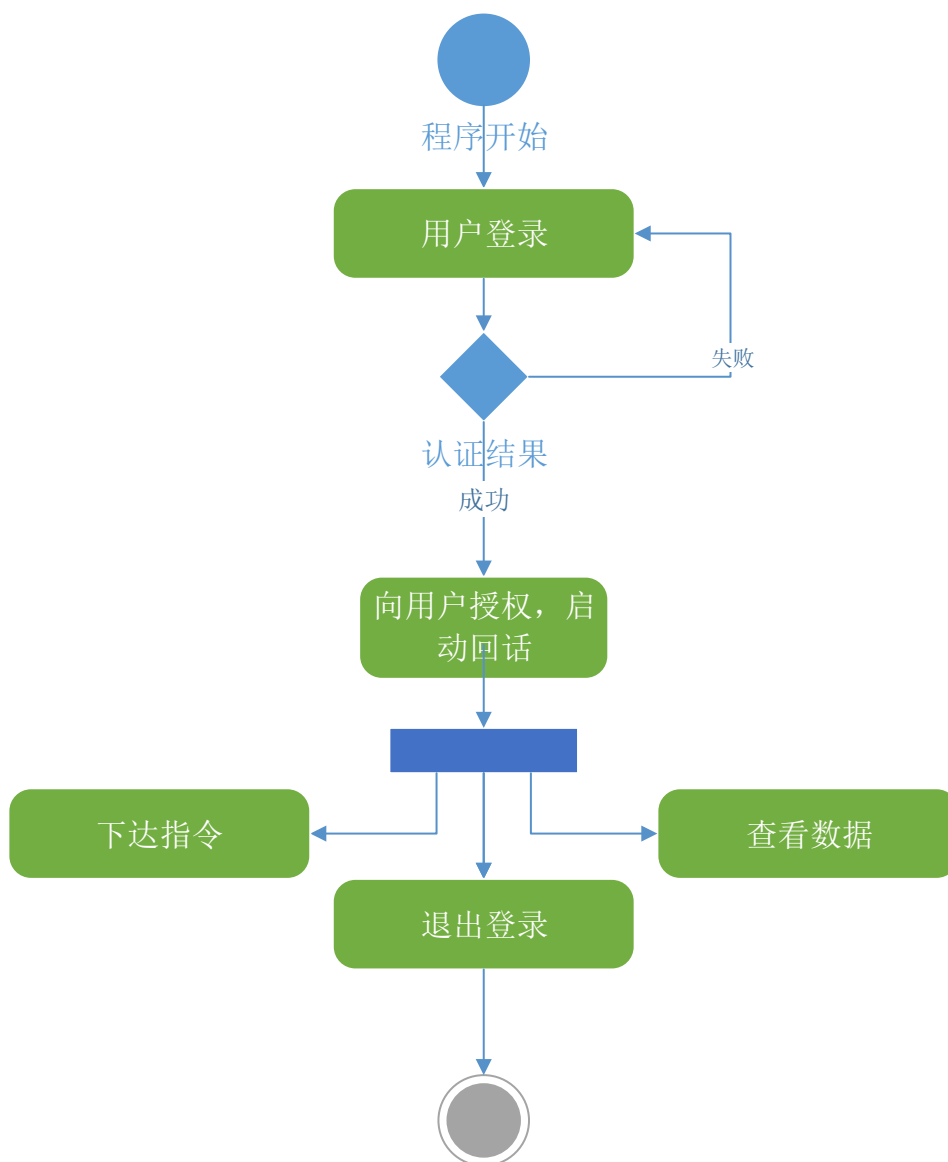 程序开始
用户登录
失败
认证结果
成功
向用户授权，启
动回话
下达指令
查看数据
退出登录